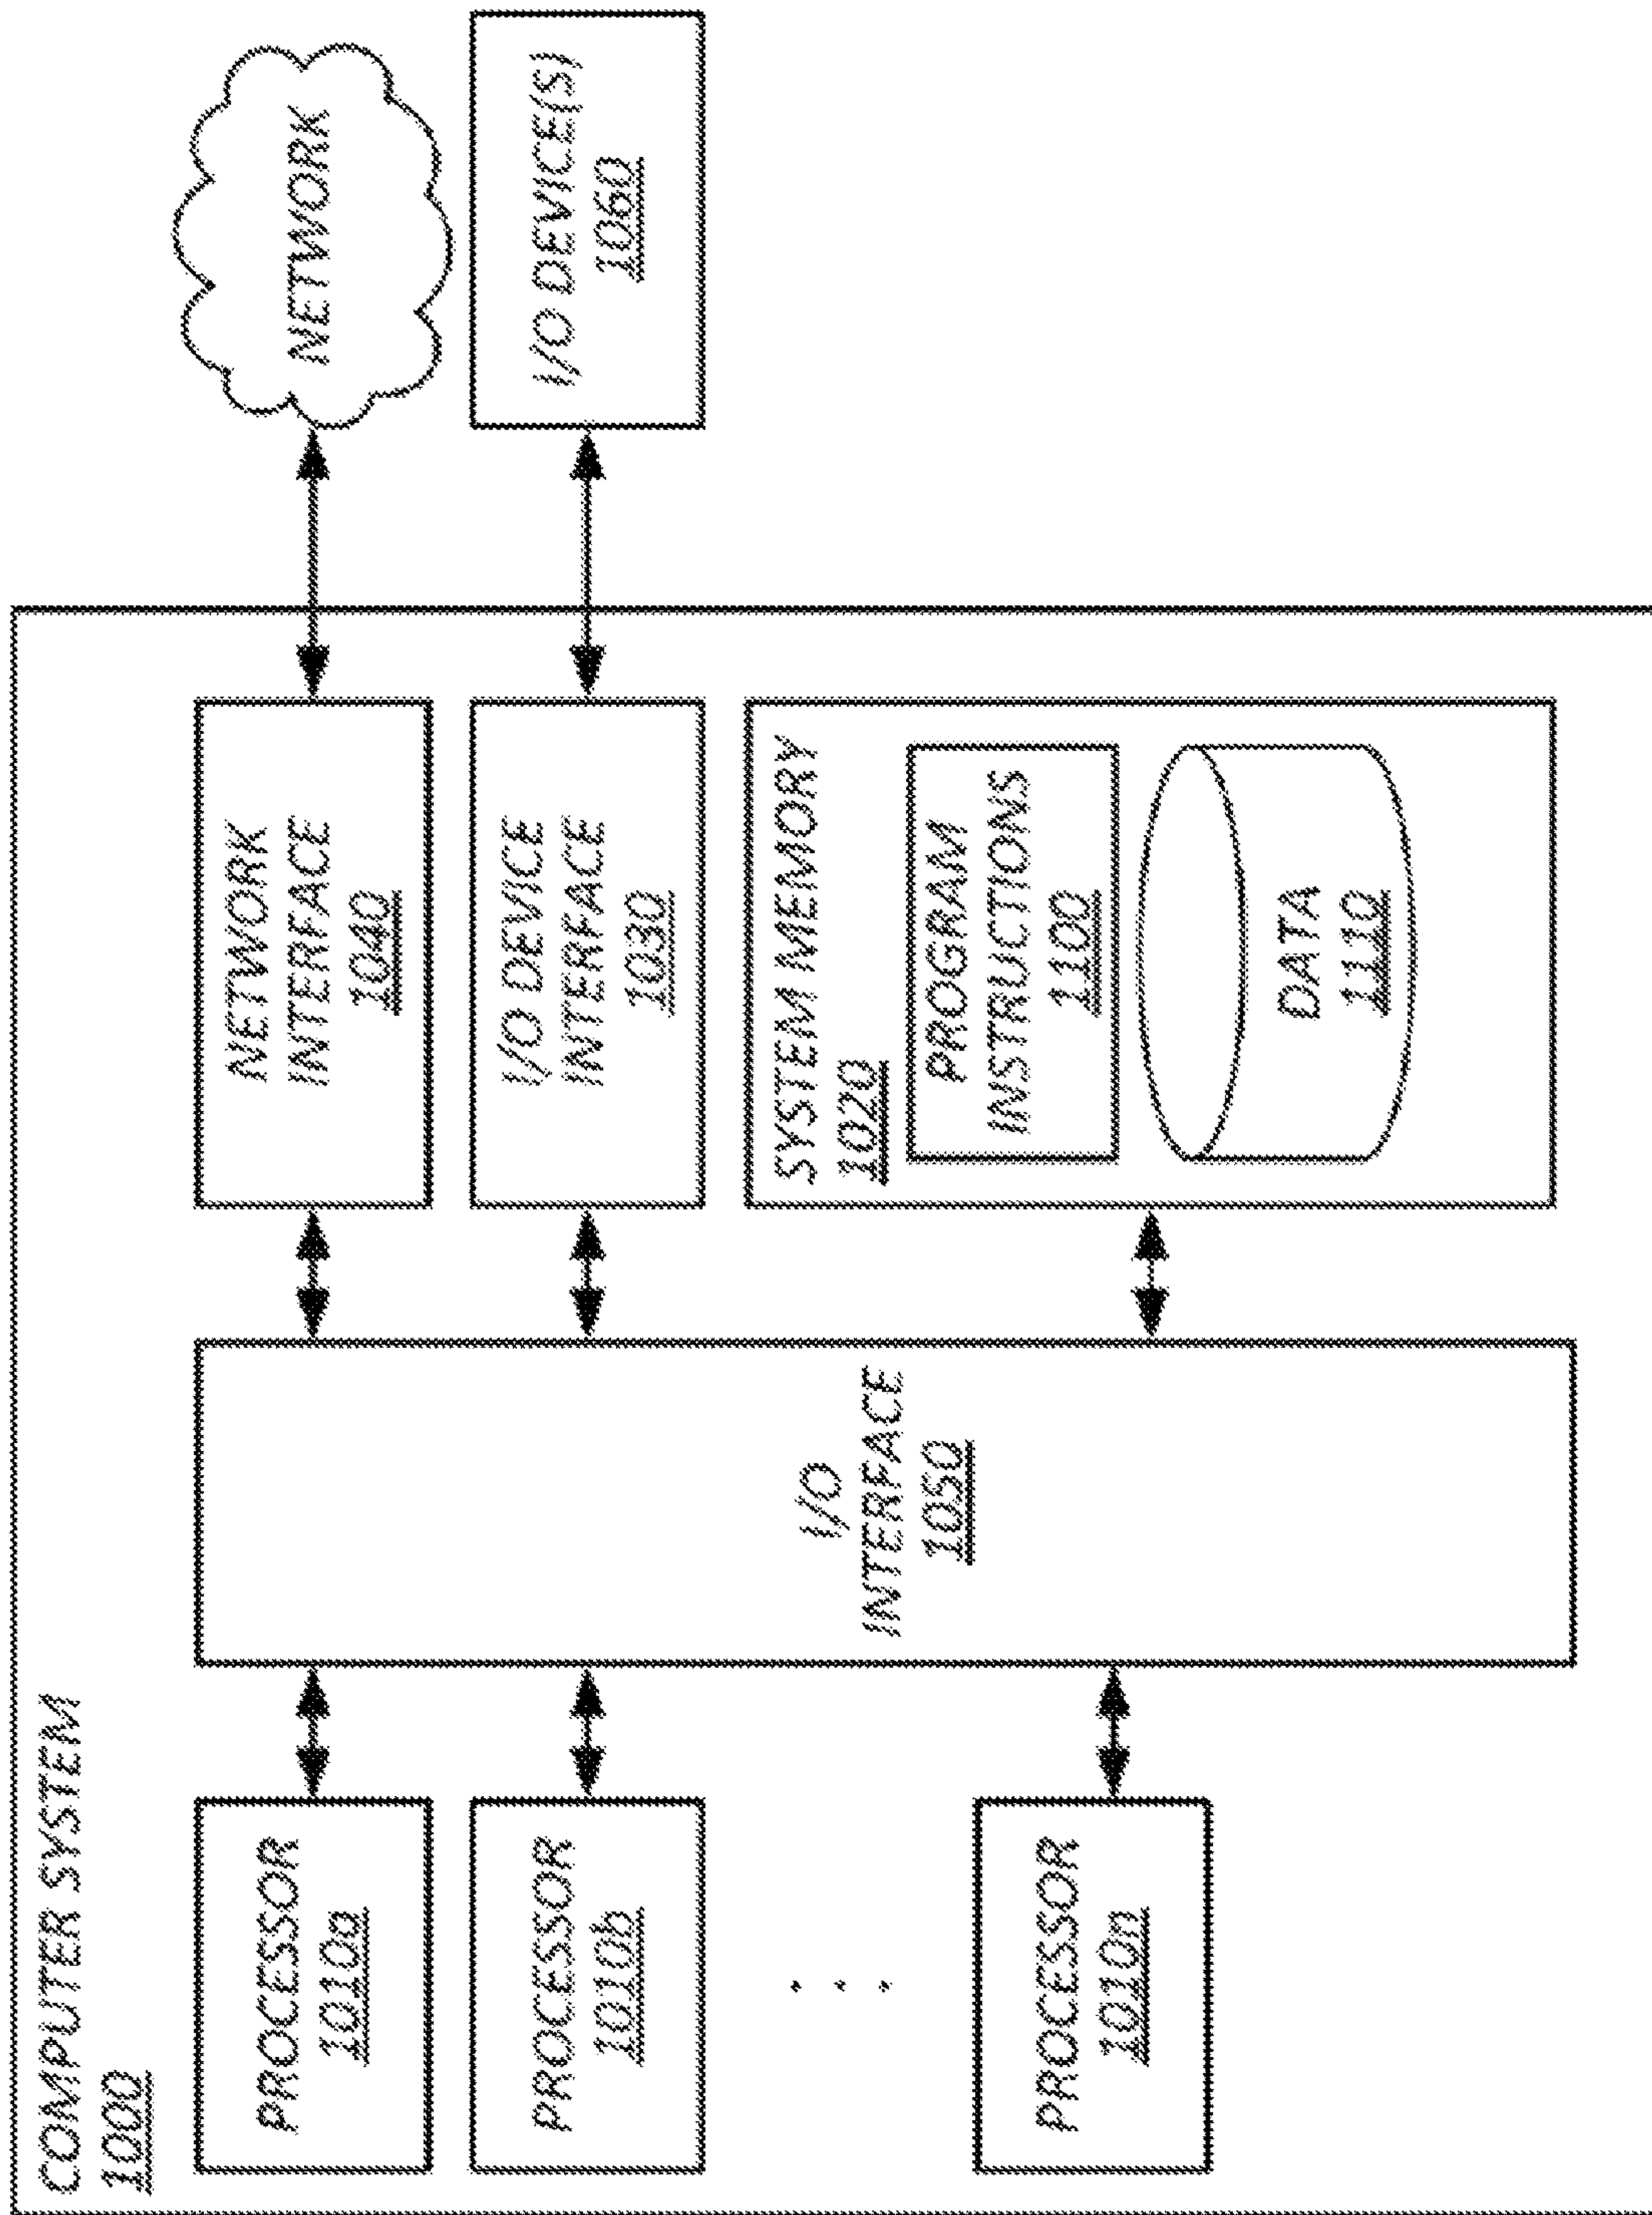 COMPUTER SYSTEM
1000
PROCESSOR
1010a
PROCESSOR
1010b
. . .
PROCESSOR
1010n
I/O
INTERFACE
1050
NETWORK
INTERFACE
1040
I/O DEVICE
INTERFACE
1030
SYSTEM MEMORY
1020
PROGRAM
INSTRUCTIONS
1100
DATA
1110
NETWORK
I/O DEVICE(S)
1060